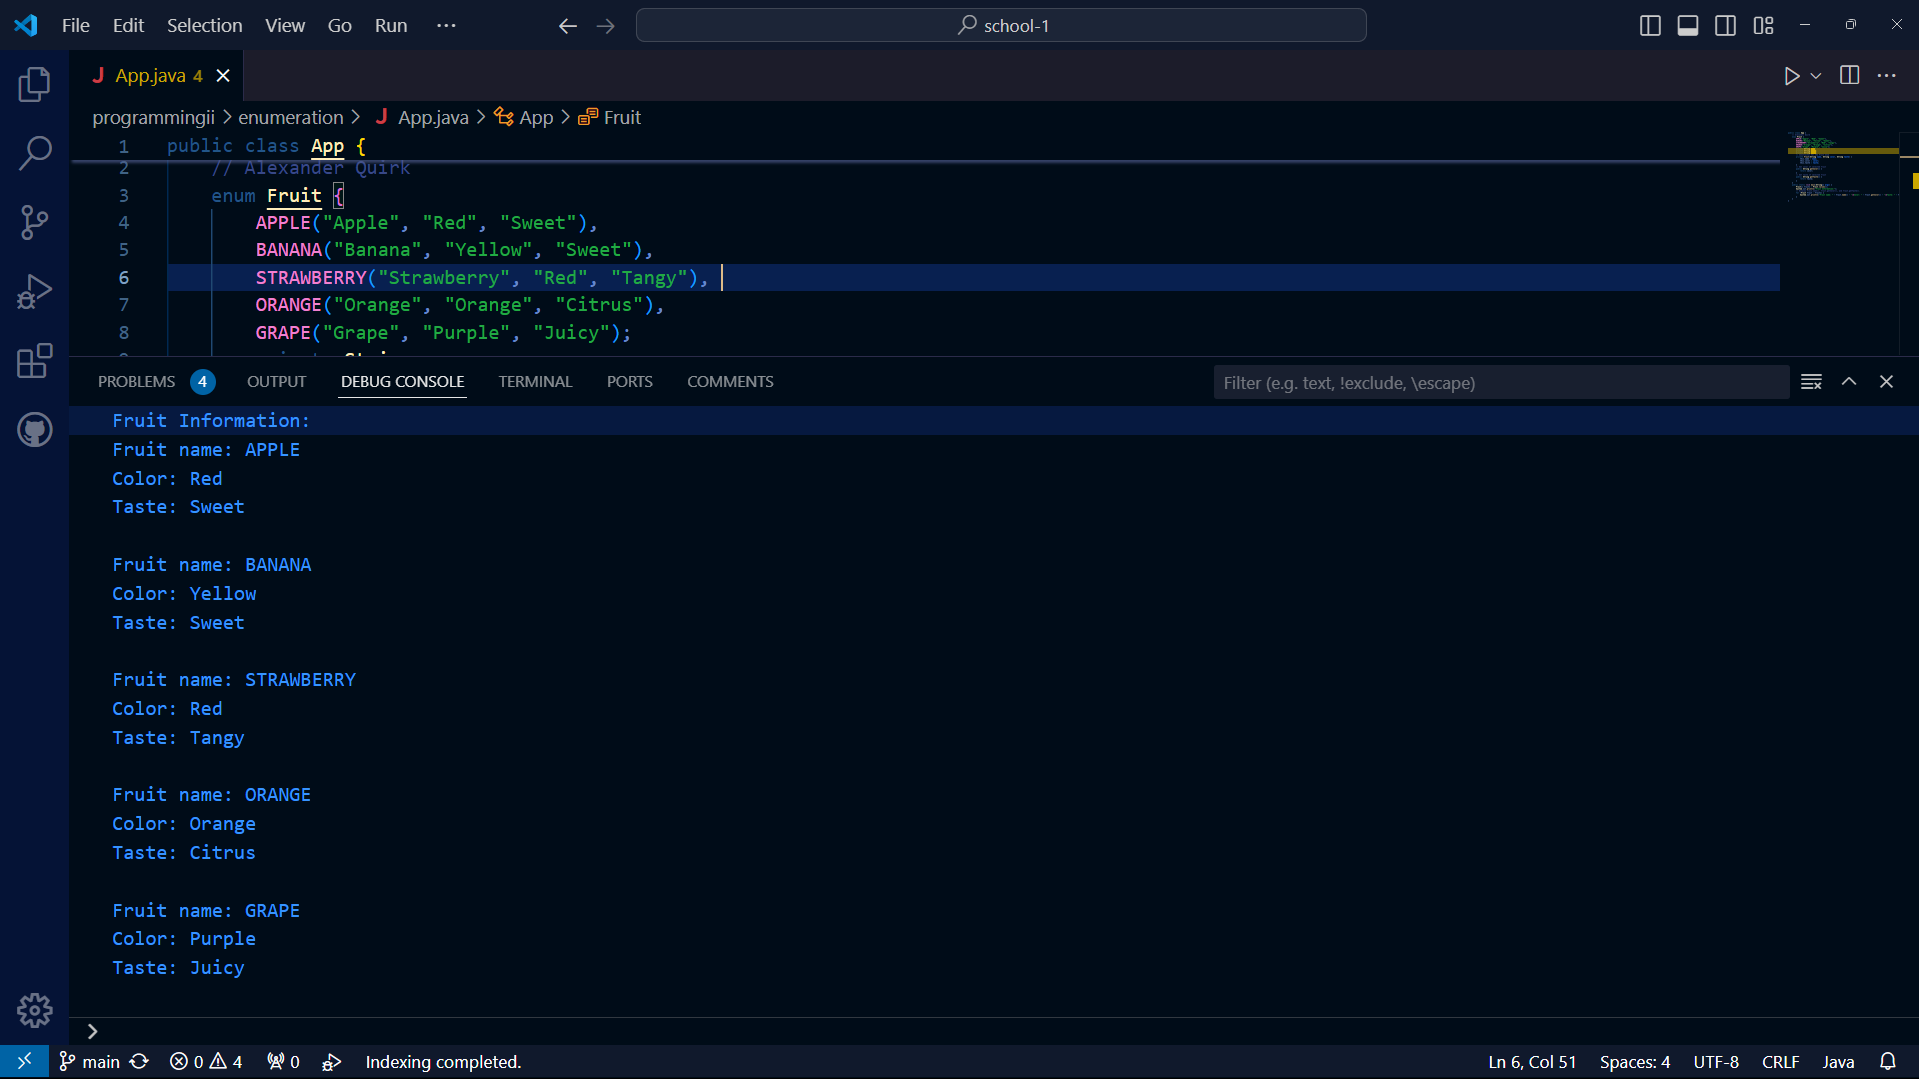 File Edit Selection View Go Run ··· school-1
App.java 4
programmingii > enumeration > App.java > App > Fruit
1 public class App {
2 // Alexander Quirk
3 enum Fruit {
4 APPLE("Apple", "Red", "Sweet"),
5 BANANA("Banana", "Yellow", "Sweet"),
6 STRAWBERRY("Strawberry", "Red", "Tangy"),
7 ORANGE("Orange", "Orange", "Citrus"),
8 GRAPE("Grape", "Purple", "Juicy");
PROBLEMS 4 OUTPUT DEBUG CONSOLE TERMINAL PORTS COMMENTS Filter (e.g. text, !exclude, \escape)
Fruit Information:
Fruit name: APPLE
Color: Red
Taste: Sweet
Fruit name: BANANA
Color: Yellow
Taste: Sweet
Fruit name: STRAWBERRY
Color: Red
Taste: Tangy
Fruit name: ORANGE
Color: Orange
Taste: Citrus
Fruit name: GRAPE
Color: Purple
Taste: Juicy
>
main 0 4 0 Indexing completed. Ln 6, Col 51 Spaces: 4 UTF-8 CRLF Java